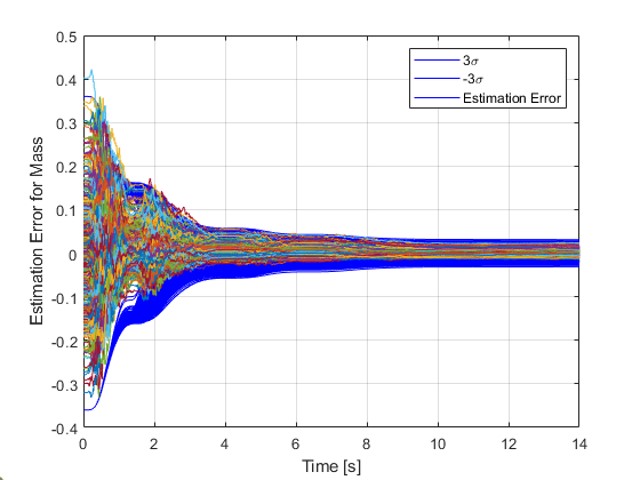 0.5
0.4
0.3
0.2
0.1
0
-0.1
-0.2
-0.3
-0.4
Estimation Error for Mass
3σ
-3σ
Estimation Error
0 2 4 6 8 10 12 14
Time [s]